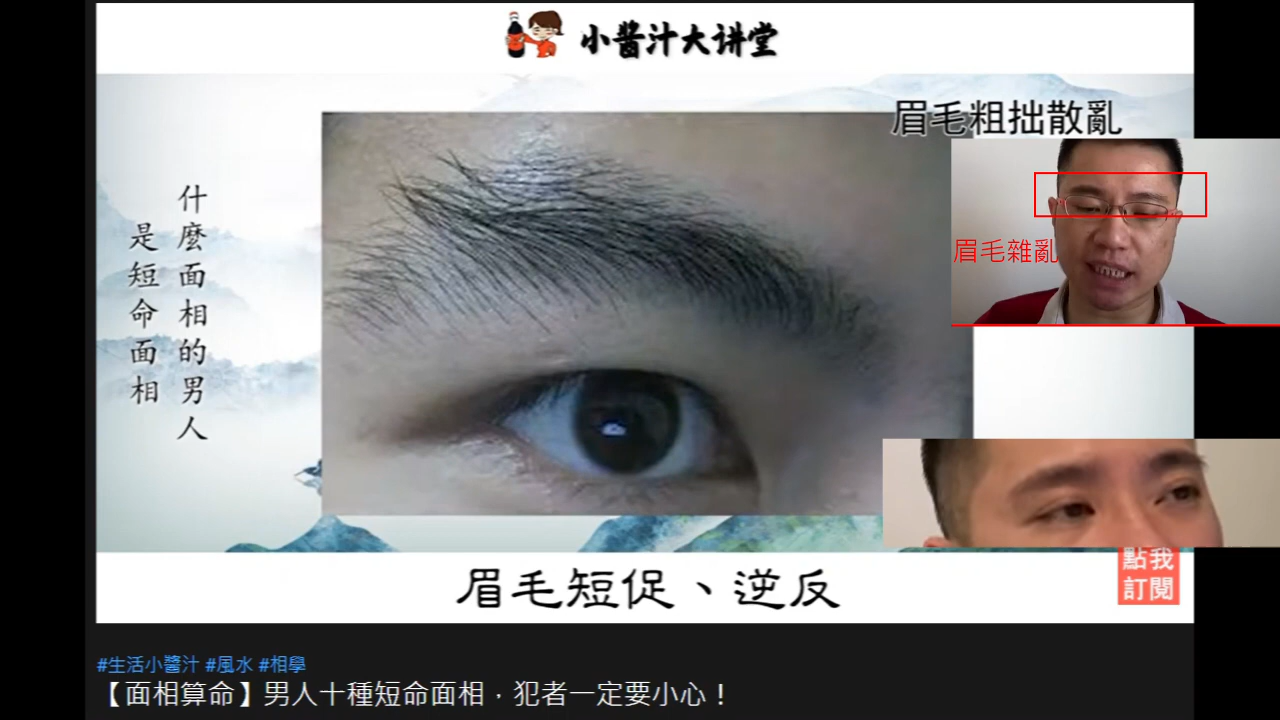 小醬汁大讲堂
眉毛粗拙散亂
什麼面相的男人
是短命面相
眉毛雜亂
眉毛短促、逆反
點我
訂閱
#生活小醬汁 #風水 #相學
【面相算命】男人十種短命面相，犯者一定要小心！